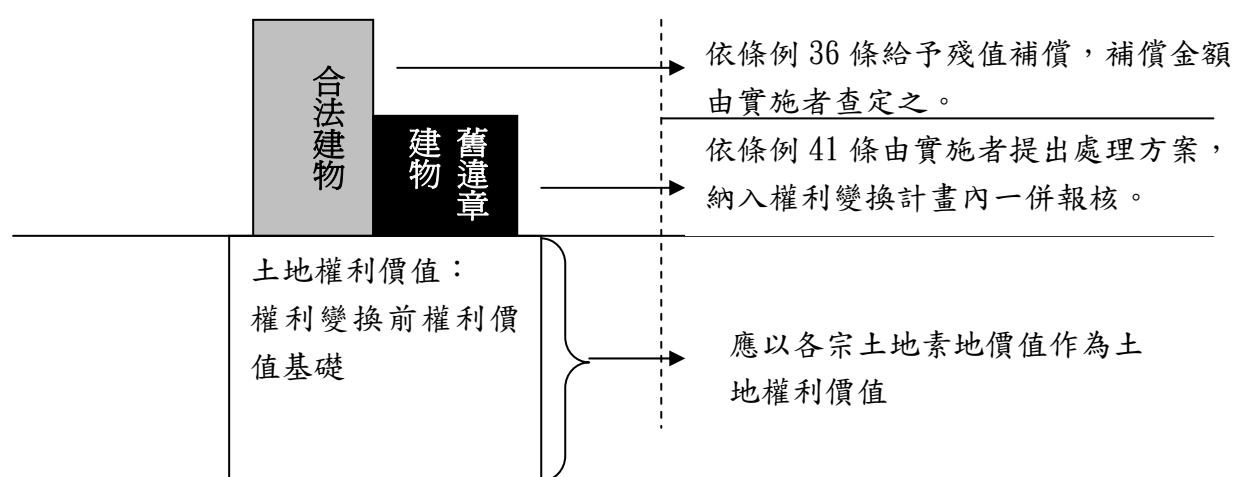 合法建物
舊違章
建物
依條例 36 條給予殘值補償，補償金額
由實施者查定之。
依條例 41 條由實施者提出處理方案，
納入權利變換計畫內一併報核。
土地權利價值：
權利變換前權利價
值基礎
應以各宗土地素地價值作為土
地權利價值